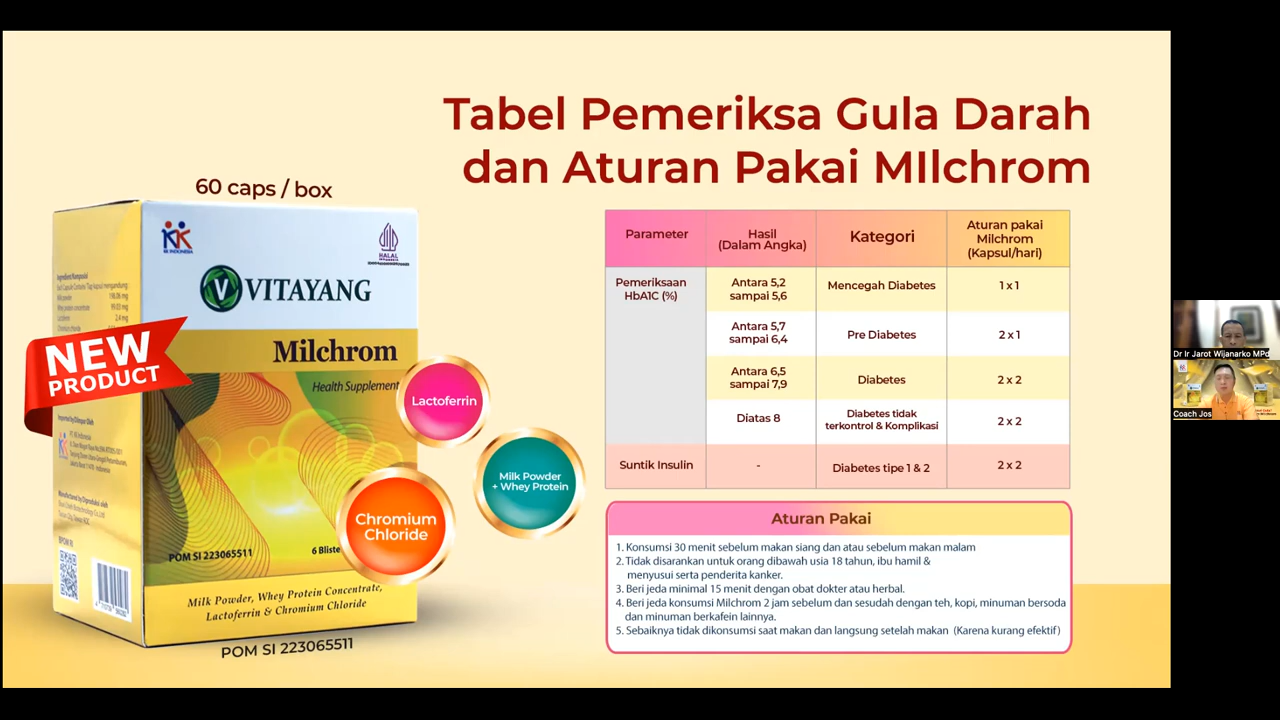 Tabel Pemeriksa Gula Darah
dan Aturan Pakai MIlchrom
60 caps / box
KK INDONESIA
HALAL
INDONESIA
VITAYANG
NEW
PRODUCT
Milchrom
Health Supplement
Lactoferrin
Milk Powder
+ Whey Protein
Chromium
Chloride
POM SI 223065511
6 Bliste
Milk Powder, Whey Protein Concentrate,
Lactoferrin & Chromium Chloride
POM SI 223065511
Parameter
Hasil
(Dalam Angka)
Kategori
Aturan pakai
Milchrom
(Kapsul/hari)
Pemeriksaan
HbA1C (%)
Antara 5,2
sampai 5,6
Mencegah Diabetes
1 x 1
Antara 5,7
sampai 6,4
Pre Diabetes
2 x 1
Antara 6,5
sampai 7,9
Diabetes
2 x 2
Diatas 8
Diabetes tidak
terkontrol & Komplikasi
2 x 2
Suntik Insulin
-
Diabetes tipe 1 & 2
2 x 2
Aturan Pakai
1. Konsumsi 30 menit sebelum makan siang dan atau sebelum makan malam
2. Tidak disarankan untuk orang dibawah usia 18 tahun, ibu hamil &
menyusui serta penderita kanker.
3. Beri jeda minimal 15 menit dengan obat dokter atau herbal.
4. Beri jeda konsumsi Milchrom 2 jam sebelum dan sesudah dengan teh, kopi, minuman bersoda
dan minuman berkafein lainnya.
5. Sebaiknya tidak dikonsumsi saat makan dan langsung setelah makan (Karena kurang efektif)
Dr Ir Jarot Wijanarko MPd
Coach Jos